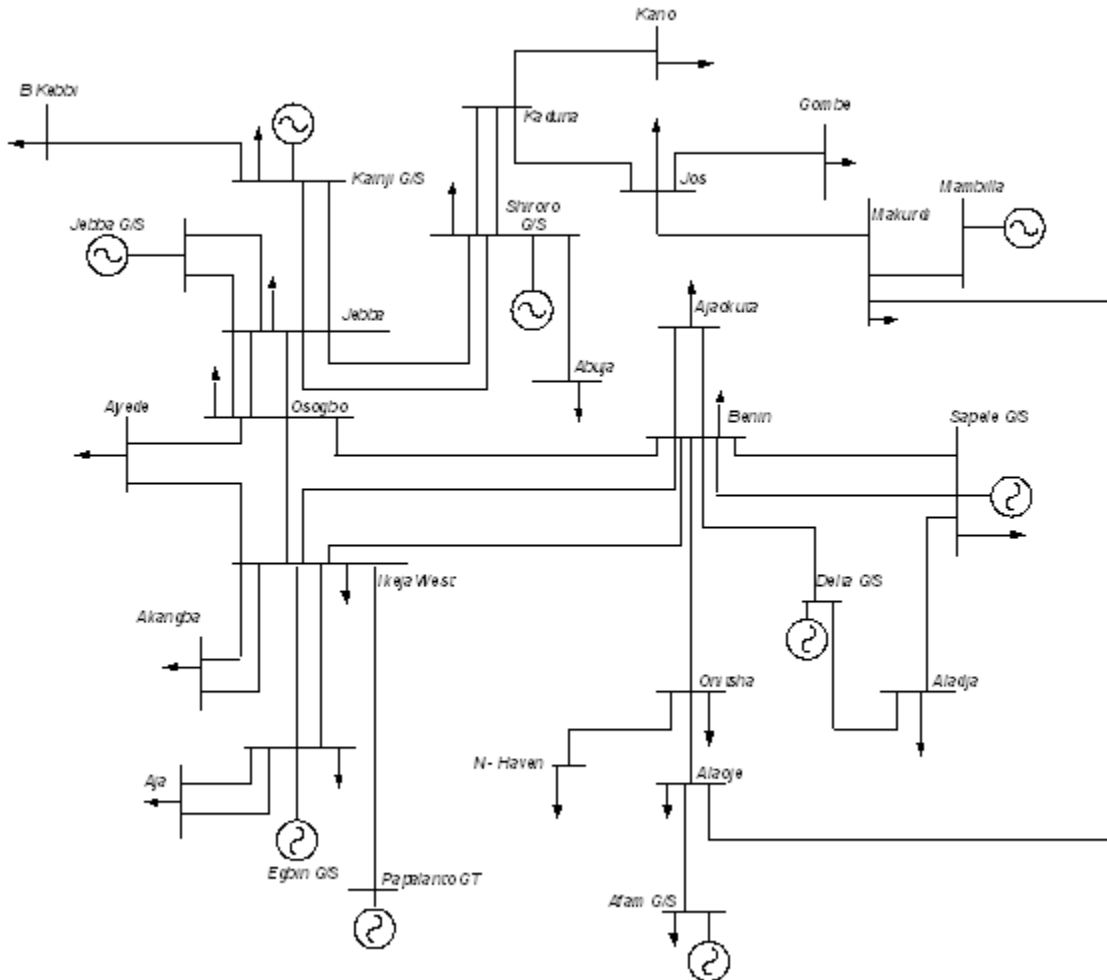 Kano
B Kebbi
Gombe
Kaduna
Kainji G/S
Jos
Mambilla
Shiroro
G/S
Makurdi
Jebba G/S
Ajaokuta
Jebba
Abuja
Ayede
Osogbo
Benin
Sapele G/S
Ikeja West
Delta G/S
Akangba
Onitsha
Aladja
N- Haven
Aja
Alaoje
Egbin G/S
Papalanto GT
Afam G/S